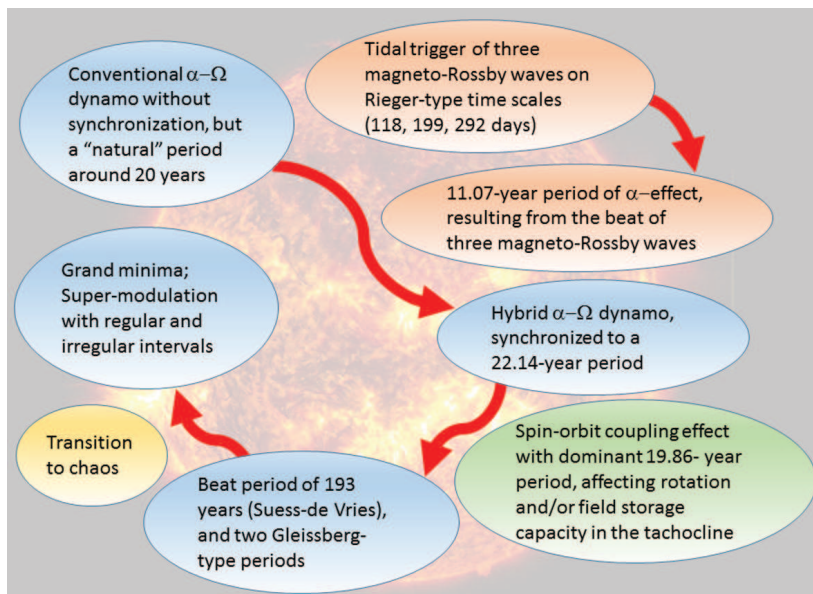 Conventional α–Ω
dynamo without
synchronization, but
a “natural” period
around 20 years
Tidal trigger of three
magneto-Rossby waves on
Rieger-type time scales
(118, 199, 292 days)
11.07-year period of α–effect,
resulting from the beat of
three magneto-Rossby waves
Grand minima;
Super-modulation
with regular and
irregular intervals
Hybrid α–Ω dynamo,
synchronized to a
22.14-year period
Transition
to chaos
Beat period of 193
years (Suess-de Vries),
and two Gleissberg-
type periods
Spin-orbit coupling effect
with dominant 19.86- year
period, affecting rotation
and/or field storage
capacity in the tachocline